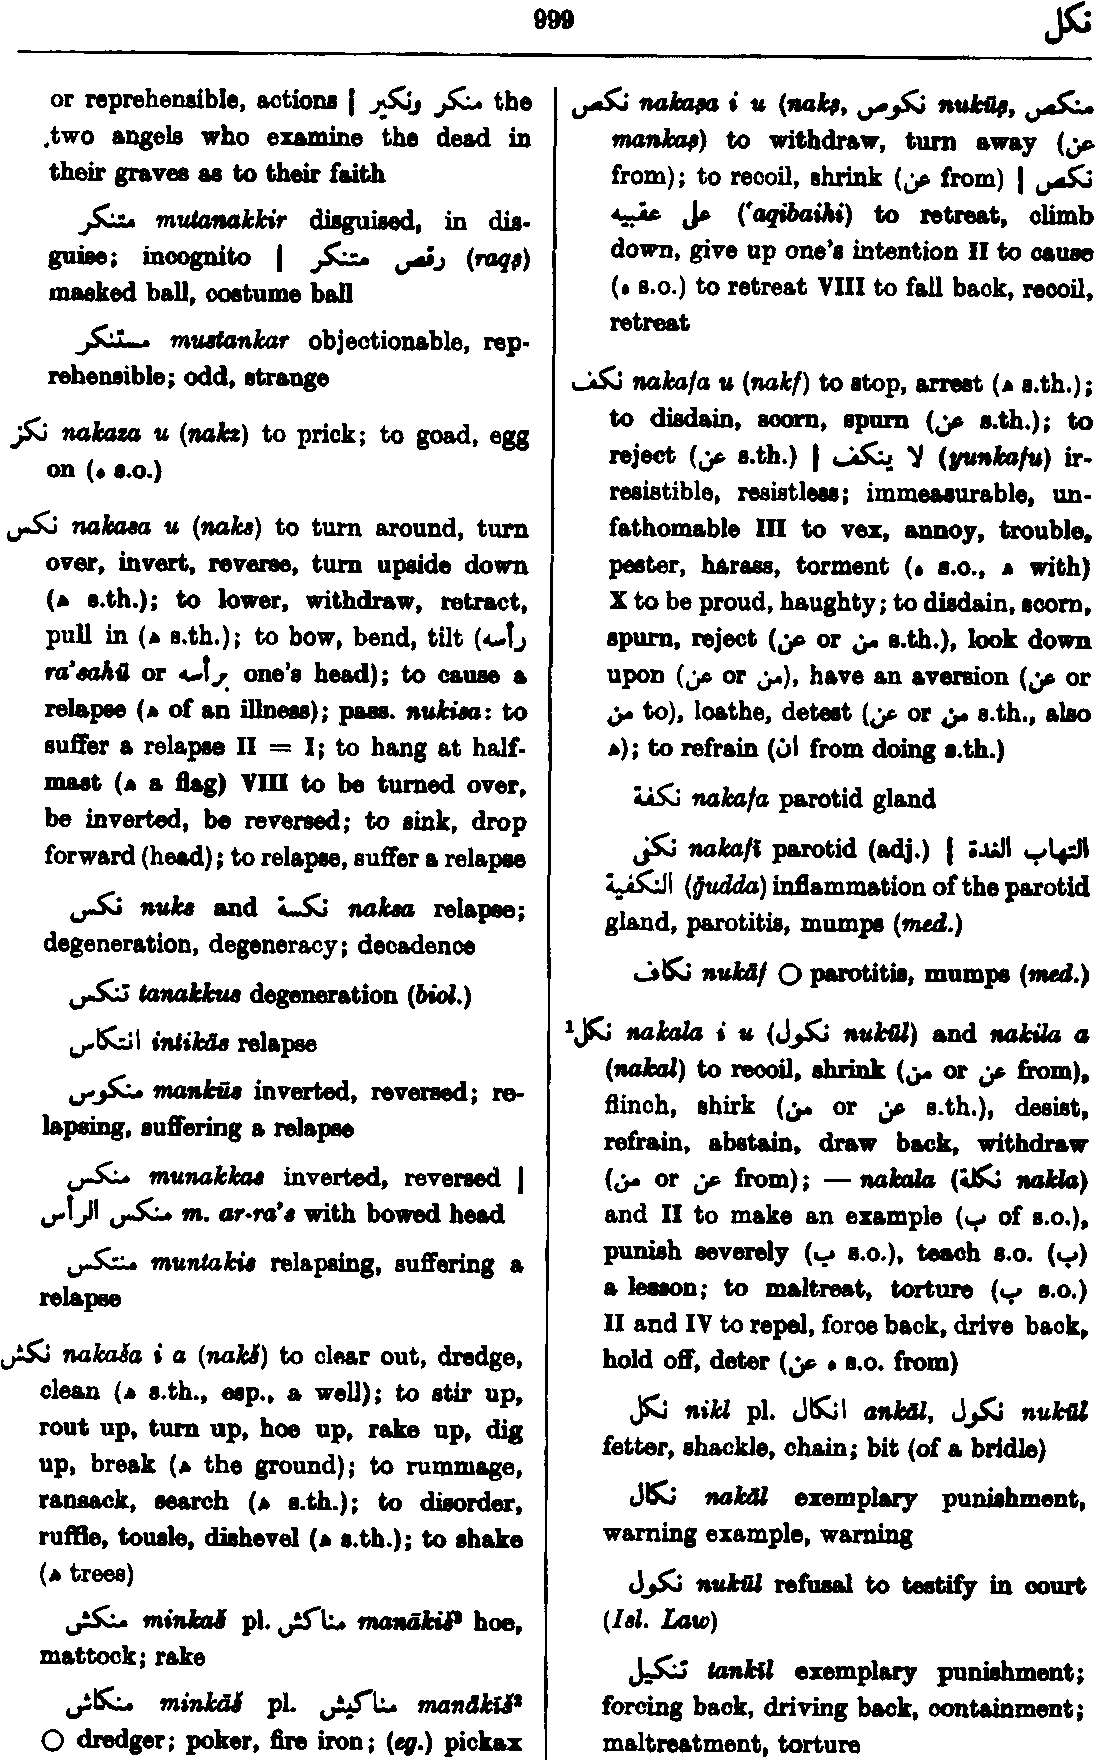 999
نكل
or reprehensible, actions | منكر ونكير the
two angels who examine the dead in
their graves as to their faith
متنكر mutanakkir disguised, in dis-
guise; incognito | رقص متنكر (raqṣ)
masked ball, costume ball
مستنكر mustankar objectionable, rep-
rehensible; odd, strange
نكز nakaza u (nakz) to prick; to goad, egg
on (ه s.o.)
نكس nakasa u (naks) to turn around, turn
over, invert, reverse, turn upside down
(ﻫ s.th.); to lower, withdraw, retract,
pull in (ﻫ s.th.); to bow, bend, tilt (رأسه
ra'sahū or برأسه one's head); to cause a
relapse (ﻫ of an illness); pass. nukisa: to
suffer a relapse II = I; to hang at half-
mast (ﻫ a flag) VIII to be turned over,
be inverted, be reversed; to sink, drop
forward (head); to relapse, suffer a relapse
نكس nuks and نكسة naksa relapse;
degeneration, degeneracy; decadence
تنكس tanakkus degeneration (biol.)
انتكاس intikās relapse
منكوس mankūs inverted, reversed; re-
lapsing, suffering a relapse
منكس munakkas inverted, reversed |
منكس الرأس m. ar-ra's with bowed head
منتكس muntakis relapsing, suffering a
relapse
نكش nakaša i a (nakš) to clear out, dredge,
clean (ﻫ s.th., esp., a well); to stir up,
rout up, turn up, hoe up, rake up, dig
up, break (ﻫ the ground); to rummage,
ransack, search (ﻫ s.th.); to disorder,
ruffle, tousle, dishevel (ﻫ s.th.); to shake
(ﻫ trees)
منكش minkaš pl. مناكش manākiš² hoe,
mattock; rake
منكاش minkāš pl. مناكيش manākīš²
○ dredger; poker, fire iron; (eg.) pickax
نكص nakaṣa i u (nakṣ, نكوص nukūṣ, منكص
mankaṣ) to withdraw, turn away (عن
from); to recoil, shrink (عن from) | نكص
على عقبيه ('aqibaihi) to retreat, climb
down, give up one's intention II to cause
(ه s.o.) to retreat VIII to fall back, recoil,
retreat
نكف nakafa u (nakf) to stop, arrest (ﻫ s.th.);
to disdain, scorn, spurn (عن s.th.); to
reject (عن s.th.) | لا ينكف (yunkafu) ir-
resistible, resistless; immeasurable, un-
fathomable III to vex, annoy, trouble,
pester, harass, torment (ه s.o., ﻫ with)
X to be proud, haughty; to disdain, scorn,
spurn, reject (عن or من s.th.), look down
upon (عن or من), have an aversion (عن or
من to), loathe, detest (عن or من s.th., also
ﻫ); to refrain (ان from doing s.th.)
نكفة nakafa parotid gland
نكفي nakafī parotid (adj.) | التهاب الغدة
النكفية (ḡudda) inflammation of the parotid
gland, parotitis, mumps (med.)
نكاف nukāf ○ parotitis, mumps (med.)
¹نكل nakala i u (نكول nukūl) and nakila a
(nakal) to recoil, shrink (من or عن from),
flinch, shirk (من or عن s.th.), desist,
refrain, abstain, draw back, withdraw
(من or عن from); — nakala (نكلة nakla)
and II to make an example (ب of s.o.),
punish severely (ب s.o.), teach s.o. (ب)
a lesson; to maltreat, torture (ب s.o.)
II and IV to repel, force back, drive back,
hold off, deter (ه عن s.o. from)
نكل nikl pl. انكال ankāl, نكول nukūl
fetter, shackle, chain; bit (of a bridle)
نكال nakāl exemplary punishment,
warning example, warning
نكول nukūl refusal to testify in court
(Isl. Law)
تنكيل tankīl exemplary punishment;
forcing back, driving back, containment;
maltreatment, torture